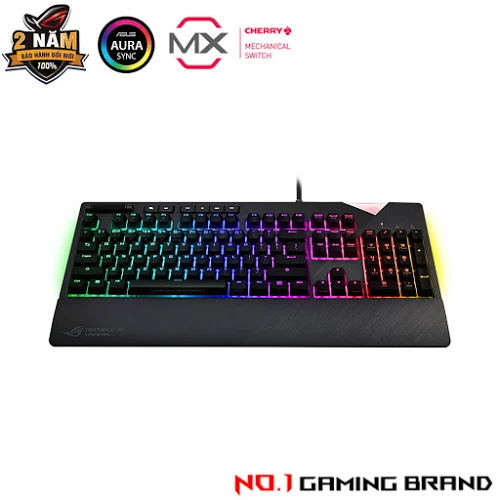 2 NĂM
BẢO HÀNH ĐỔI MỚI
100%
ASUS
AURA
SYNC
MX
CHERRY
MECHANICAL
SWITCH
NO.1 GAMING BRAND